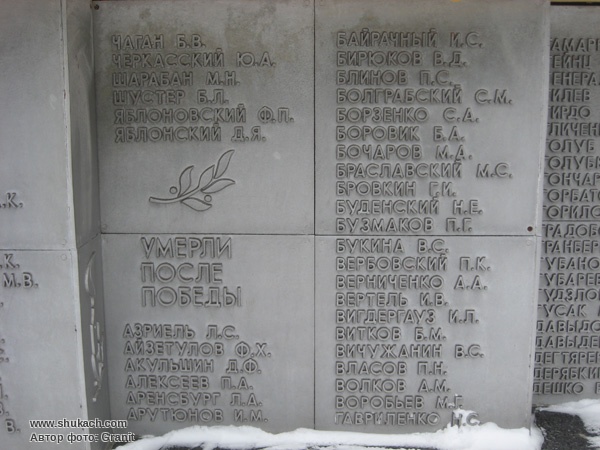 .К.
.К.
М.В.
ЧАГАН Б.В.
ЧЕРКАССКИЙ Ю.А.
ШАРАБАН М.Н.
ШУСТЕР Б.Л.
ЯБЛОНОВСКИЙ Ф.П.
ЯБЛОНСКИЙ Д.Я.
УМЕРЛИ
ПОСЛЕ
ПОБЕДЫ
АЗРИЕЛЬ Л.С.
АЙЗЕТУЛОВ Ф.Х.
АКУЛЬШИН Д.Ф.
АЛЕКСЕЕВ П.А.
АРЕНСБУРГ Л.А.
АРУТЮНОВ И.М.
БАЙРАЧНЫЙ И.С.
БИРЮКОВ В.Д.
БЛИНОВ П.С.
БОЛГРАБСКИЙ С.М.
БОРЗЕНКО С.А.
БОРОВИК Б.А.
БОЧАРОВ М.А.
БРАСЛАВСКИЙ М.С.
БРОВКИН Г.И.
БУДЕНСКИЙ Н.Е.
БУЗМАКОВ П.Г.
БУКИНА В.С.
ВЕРБОВСКИЙ П.К.
ВЕРНИЧЕНКО А.А.
ВЕРТЕЛЬ И.В.
ВИГДЕРГАУЗ И.Л.
ВИТКОВ Б.М.
ВИЧУЖАНИН В.С.
ВЛАСОВ П.Н.
ВОЛКОВ А.М.
ВОРОБЬЕВ М.Г.
ГАВРИЛЕНКО Н.С.
www.shukach.com
Автор фото: Granit